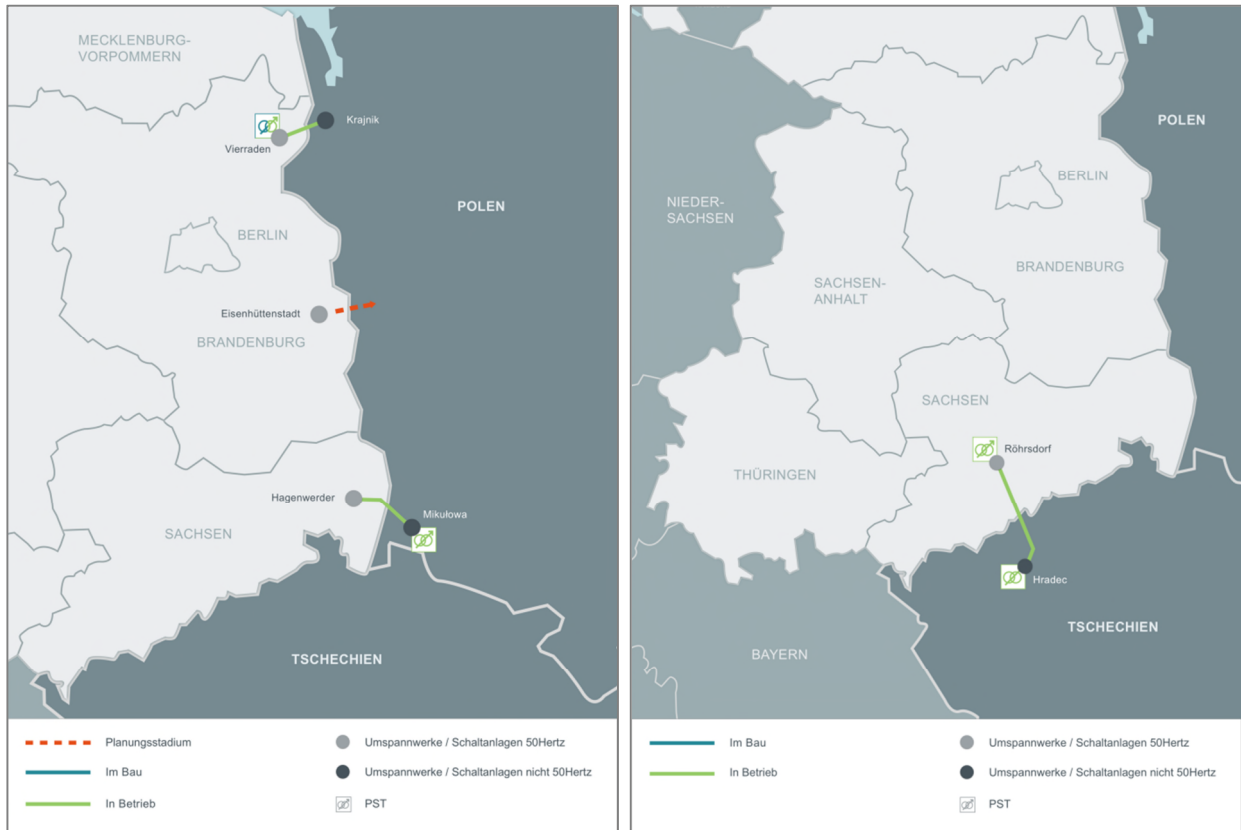 MECKLENBURG-
VORPOMMERN
Krajnik
Vierraden
POLEN
BERLIN
Eisenhüttenstadt
BRANDENBURG
Hagenwerder
Mikułowa
SACHSEN
TSCHECHIEN
Planungsstadium
Umspannwerke / Schaltanlagen 50Hertz
Im Bau
Umspannwerke / Schaltanlagen nicht 50Hertz
In Betrieb
PST
POLEN
BERLIN
NIEDER-
SACHSEN
BRANDENBURG
SACHSEN-
ANHALT
SACHSEN
Röhrsdorf
THÜRINGEN
Hradec
TSCHECHIEN
BAYERN
Im Bau
Umspannwerke / Schaltanlagen 50Hertz
In Betrieb
Umspannwerke / Schaltanlagen nicht 50Hertz
PST